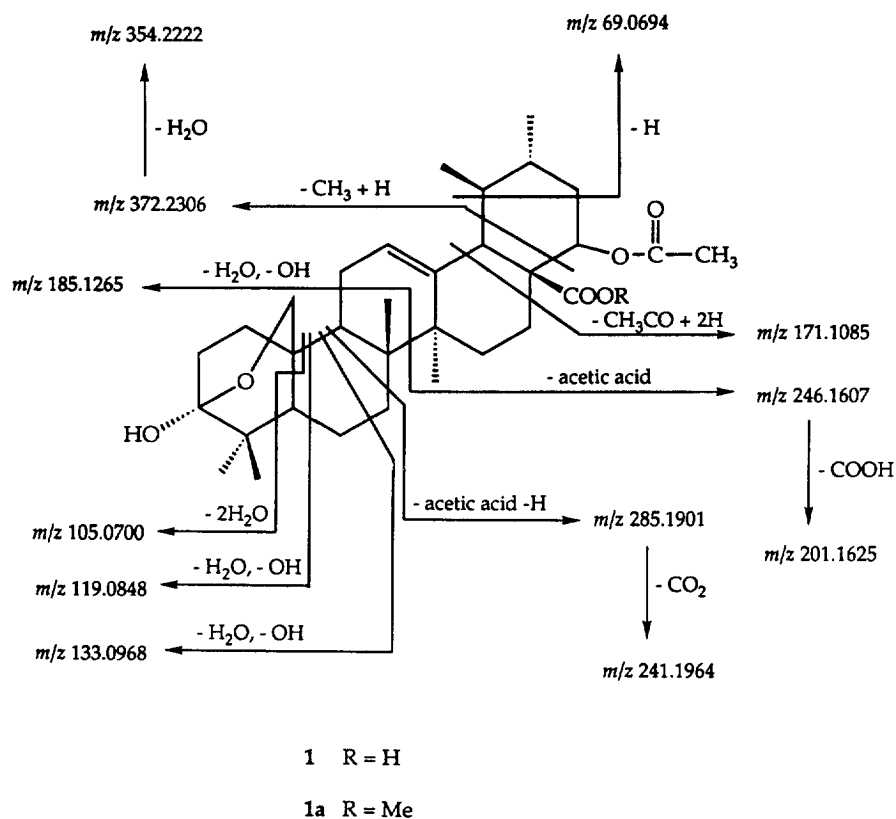 m/z 354.2222
m/z 69.0694
- H₂O
- H
m/z 372.2306
- CH₃ + H
O
O
C
CH₃
COOR
m/z 185.1265
- H₂O, - OH
- CH₃CO + 2H
m/z 171.1085
- acetic acid
m/z 246.1607
O
HO
- COOH
- 2H₂O
- acetic acid -H
m/z 285.1901
m/z 105.0700
m/z 201.1625
- H₂O, - OH
- CO₂
m/z 119.0848
- H₂O, - OH
m/z 133.0968
m/z 241.1964
1 R = H
1a R = Me